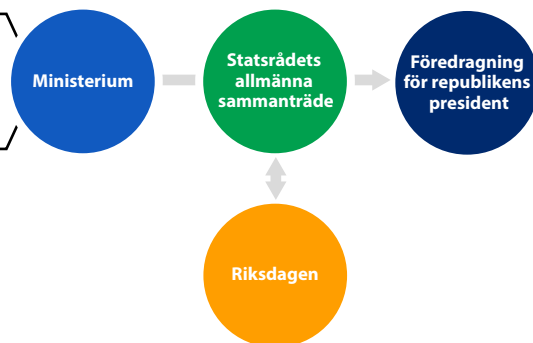 Ministerium
Statsrådets
allmänna
sammanträde
Föredragning
för republikens
president
Riksdagen